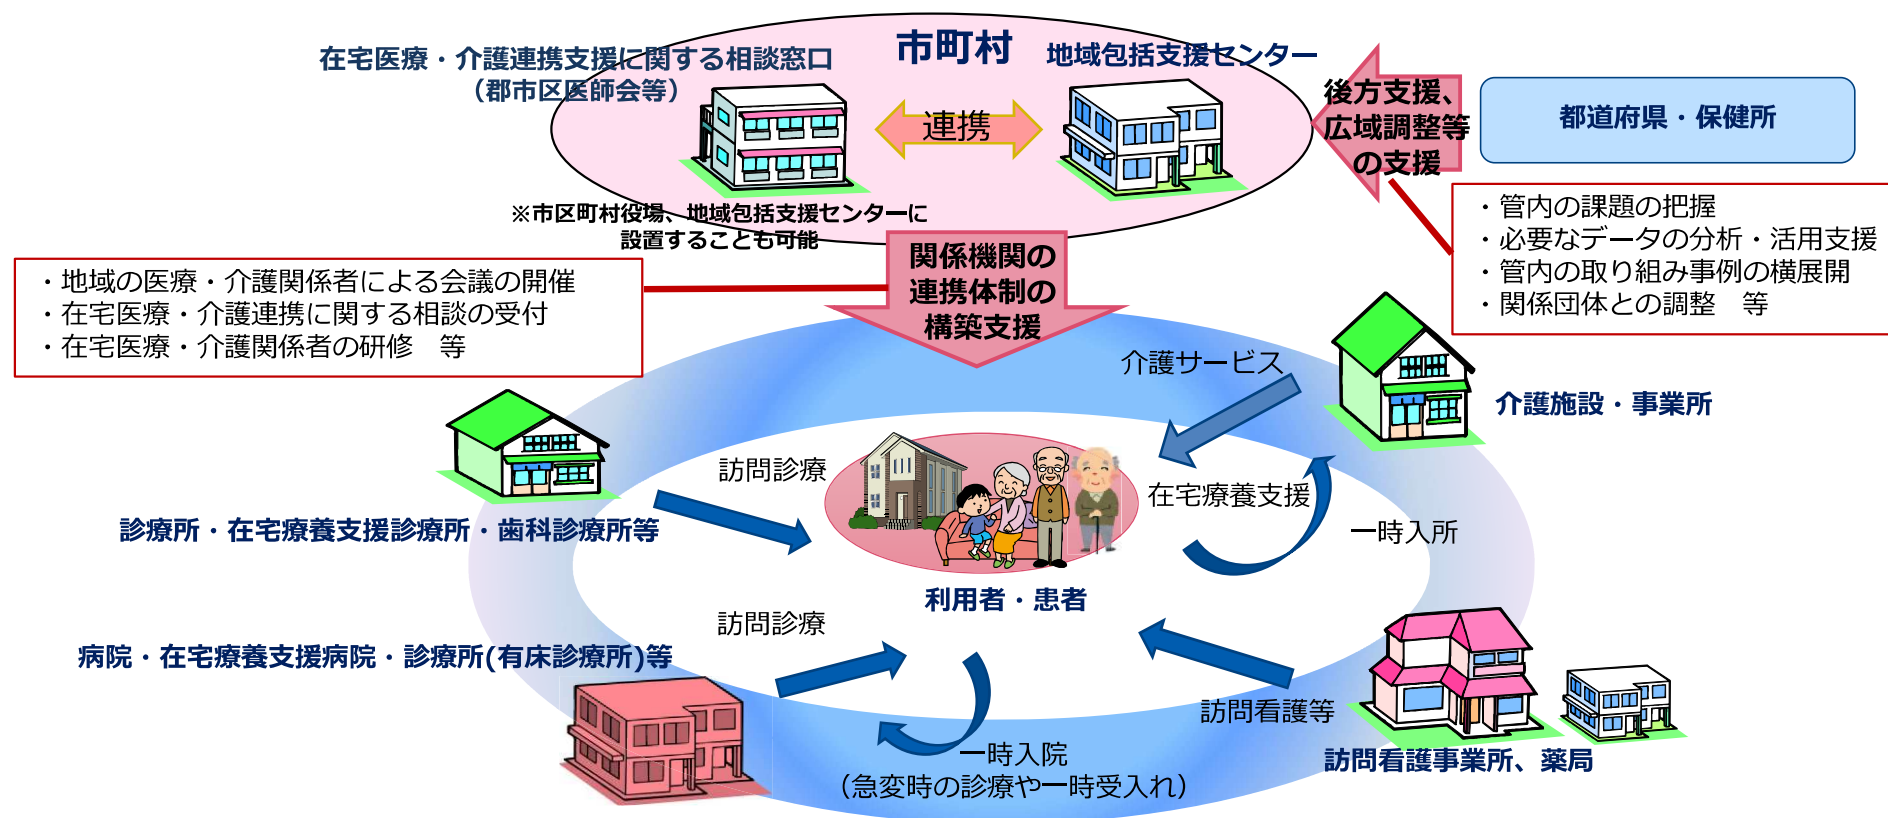 市町村
在宅医療・介護連携支援に関する相談窓口
（郡市区医師会等）
地域包括支援センター
連携
※市区町村役場、地域包括支援センターに
設置することも可能
後方支援、
広域調整等
の支援
都道府県・保健所
・管内の課題の把握
・必要なデータの分析・活用支援
・管内の取り組み事例の横展開
・関係団体との調整　等
関係機関の
連携体制の
構築支援
・地域の医療・介護関係者による会議の開催
・在宅医療・介護連携に関する相談の受付
・在宅医療・介護関係者の研修　等
介護サービス
介護施設・事業所
訪問診療
在宅療養支援
一時入所
診療所・在宅療養支援診療所・歯科診療所等
利用者・患者
訪問診療
病院・在宅療養支援病院・診療所(有床診療所)等
訪問看護等
一時入院
（急変時の診療や一時受入れ）
訪問看護事業所、薬局